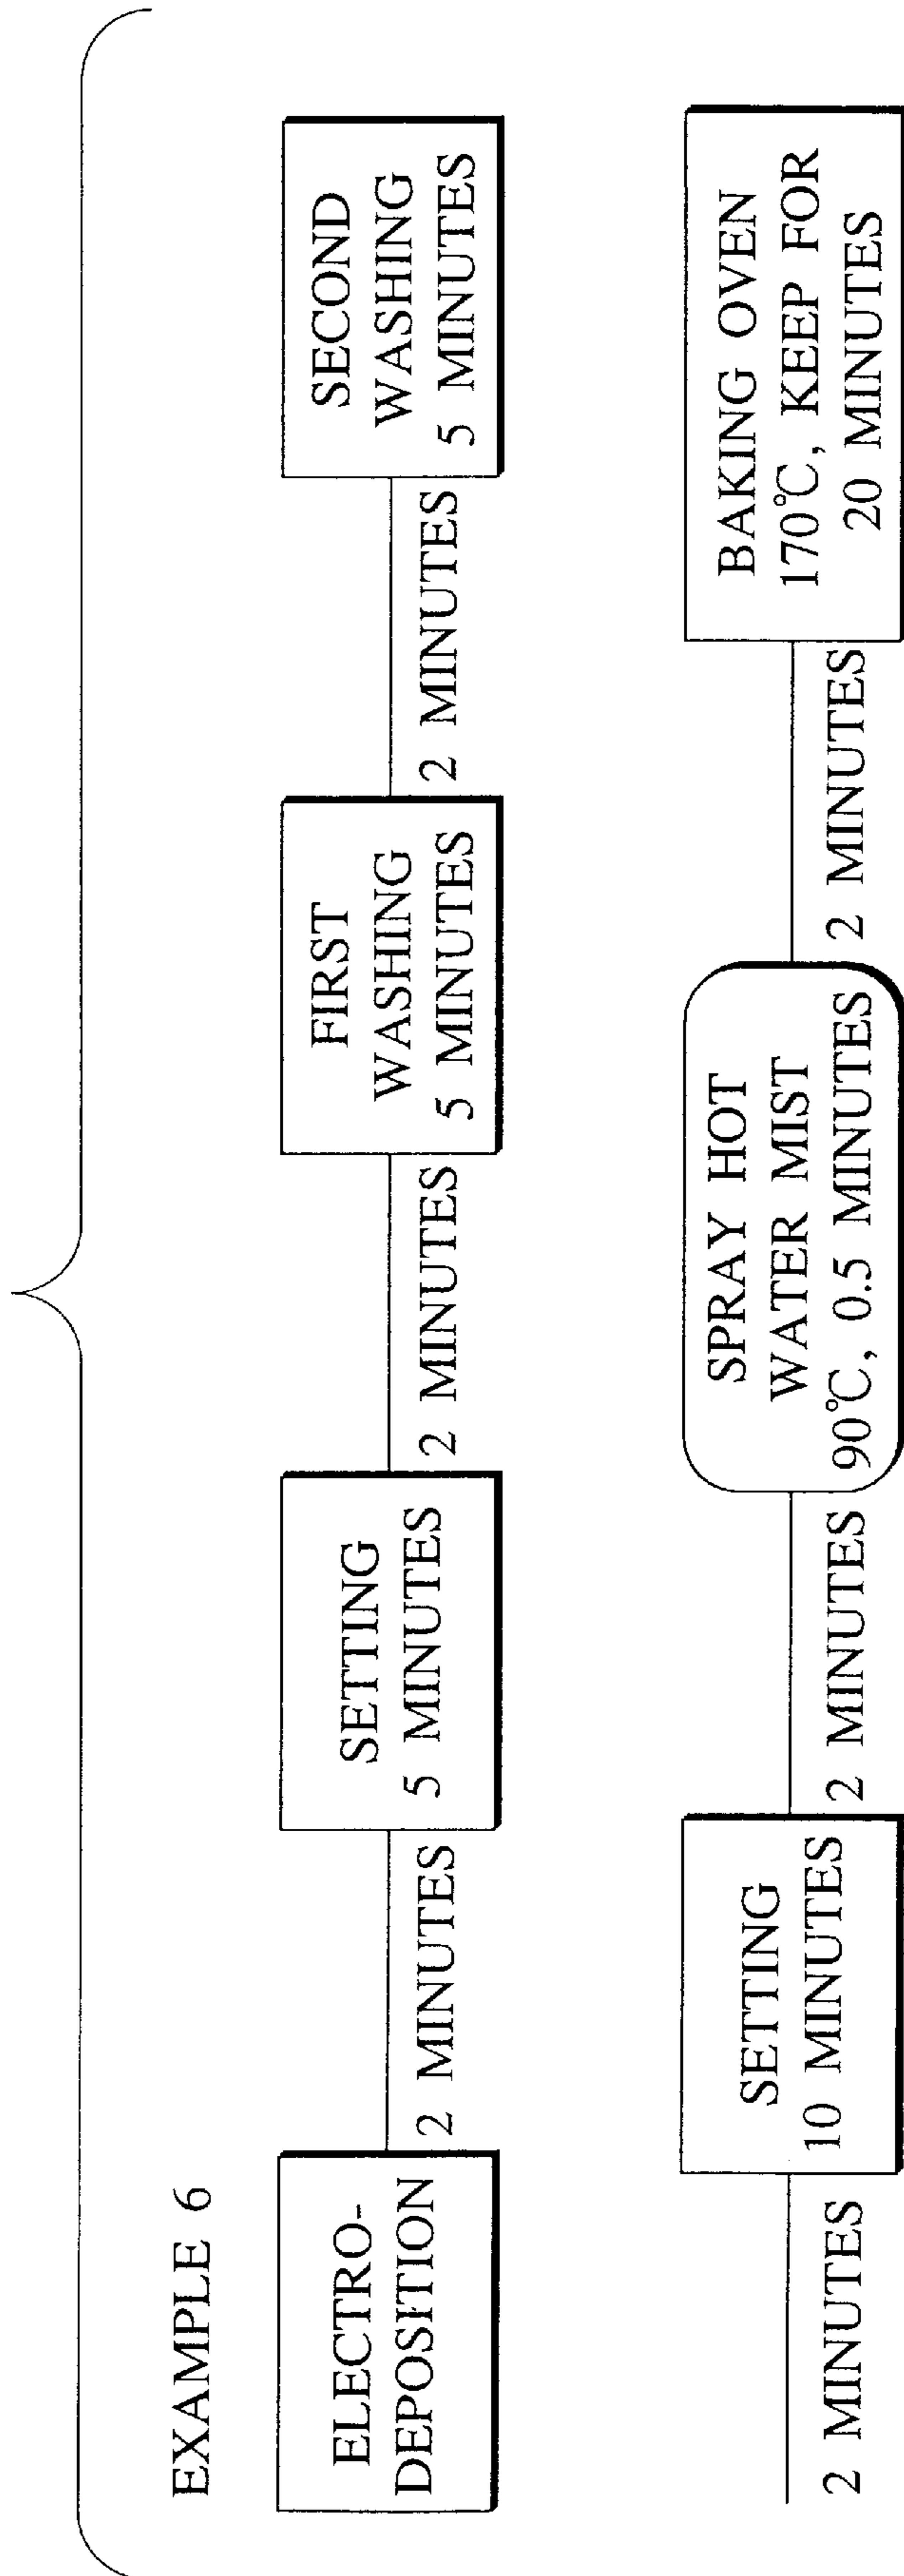 EXAMPLE 6
ELECTRO-
DEPOSITION
2 MINUTES
SETTING
5 MINUTES
2 MINUTES
FIRST
WASHING
5 MINUTES
2 MINUTES
SECOND
WASHING
5 MINUTES
2 MINUTES
SETTING
10 MINUTES
2 MINUTES
SPRAY HOT
WATER MIST
90℃, 0.5 MINUTES
2 MINUTES
BAKING OVEN
170℃, KEEP FOR
20 MINUTES